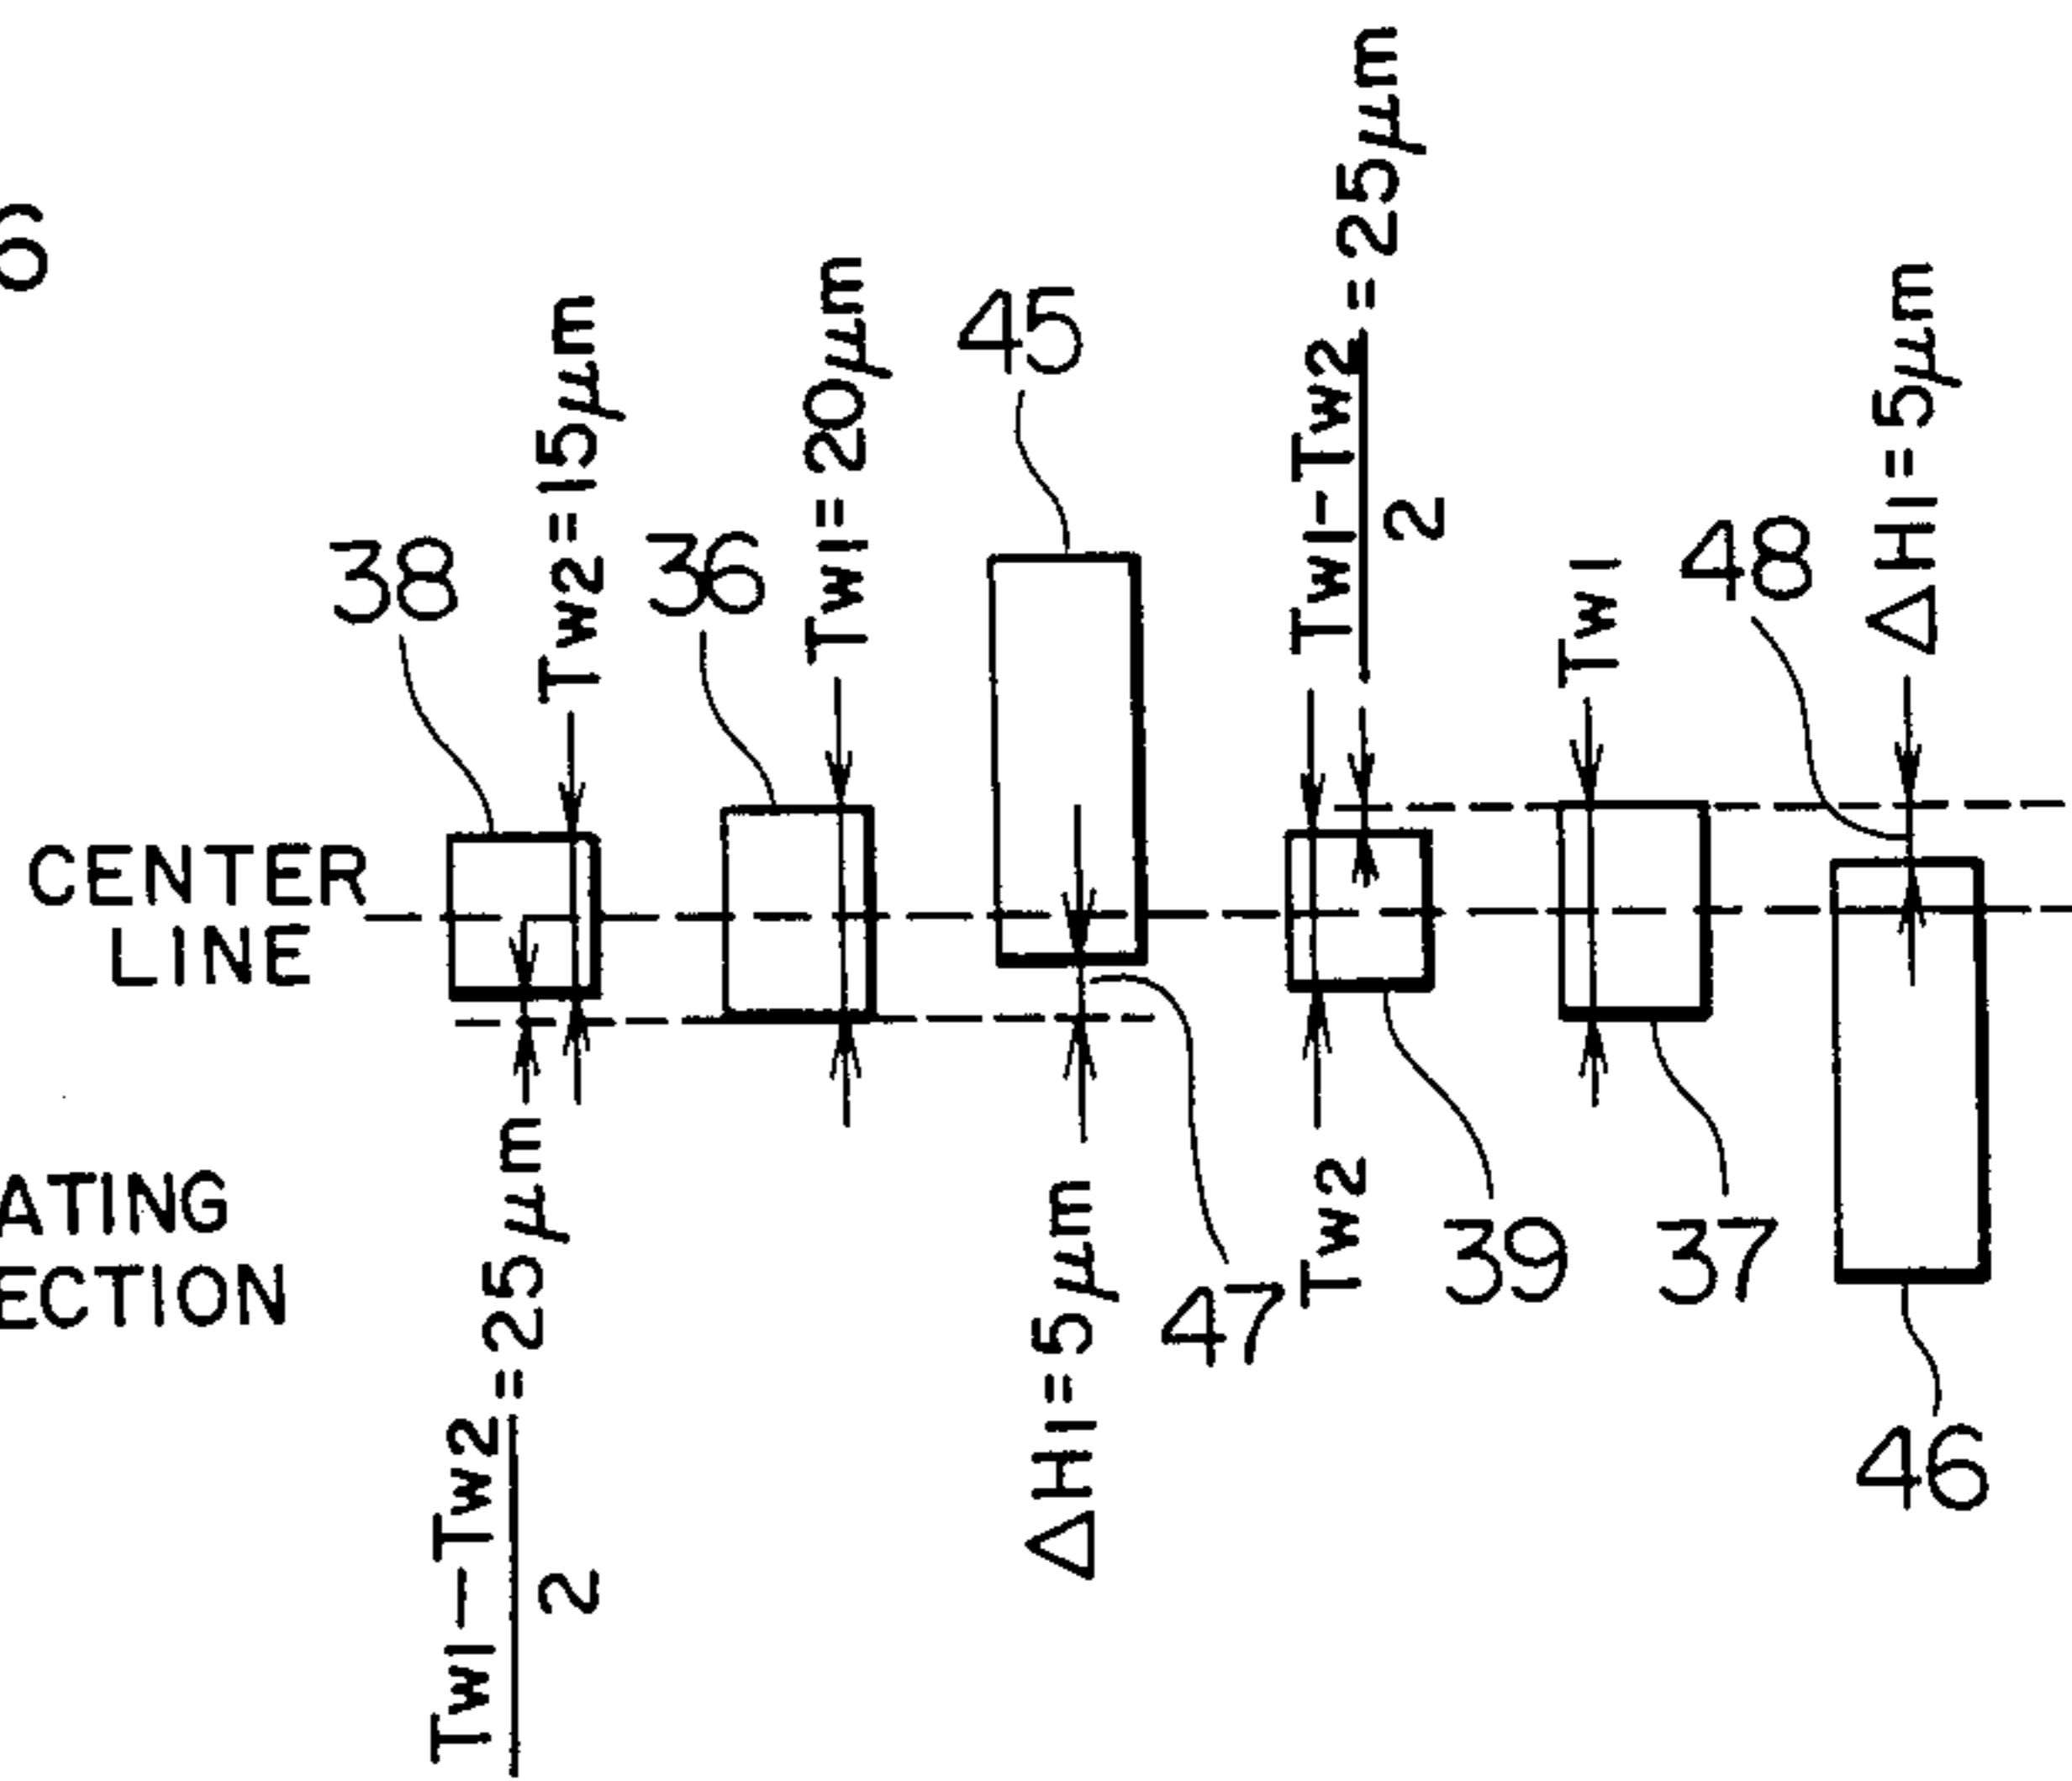 6
38
Tw2=15μm
36
Tw1=20μm
45
Tw1-Tw2
2
=25μm
Tw1
48
ΔH1=5μm
CENTER
LINE
ATING
ECTION
Tw1-Tw2
2
=25μm
ΔH1=5μm
47
Tw2
39
37
46